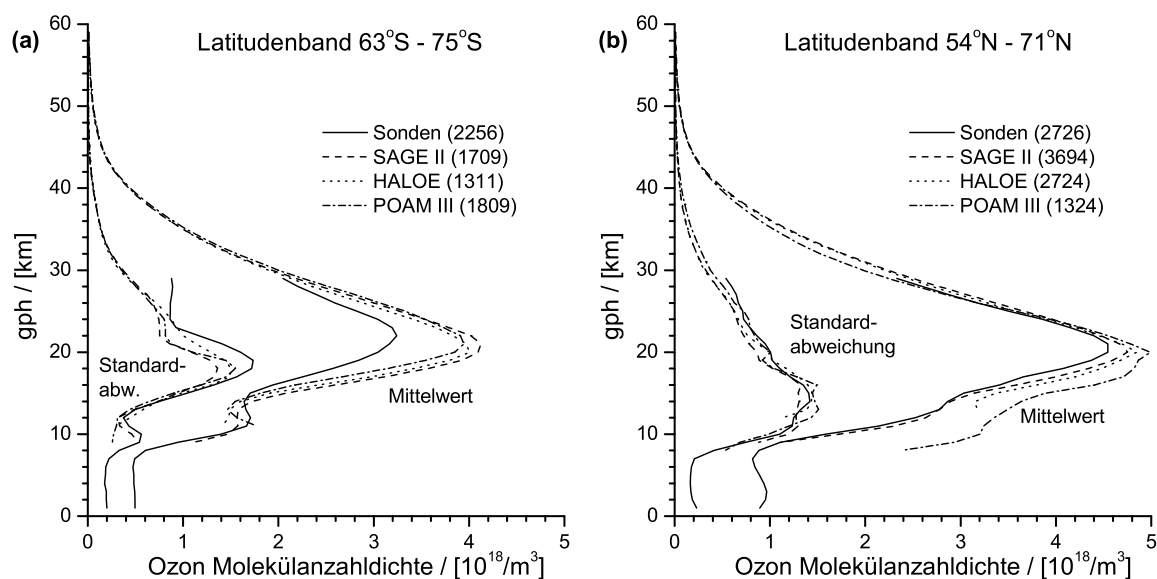 (a)
Latitudenband 63°S - 75°S
Sonden (2256)
SAGE II (1709)
HALOE (1311)
POAM III (1809)
Standard-
abw.
Mittelwert
gph / [km]
60
50
40
30
20
10
0
0 1 2 3 4 5
Ozon Molekülanzahldichte / [10¹⁸/m³]
(b)
Latitudenband 54°N - 71°N
Sonden (2726)
SAGE II (3694)
HALOE (2724)
POAM III (1324)
Standard-
abweichung
Mittelwert
gph / [km]
60
50
40
30
20
10
0
0 1 2 3 4 5
Ozon Molekülanzahldichte / [10¹⁸/m³]